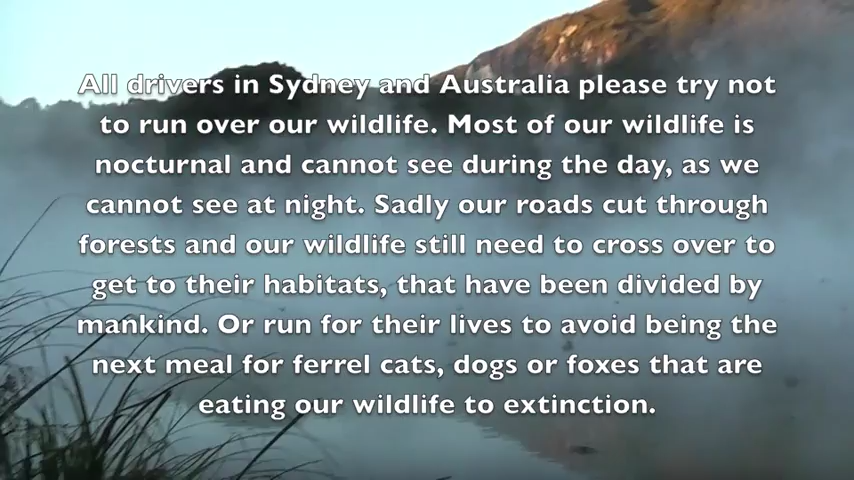 All drivers in Sydney and Australia please try not
to run over our wildlife. Most of our wildlife is
nocturnal and cannot see during the day, as we
cannot see at night. Sadly our roads cut through
forests and our wildlife still need to cross over to
get to their habitats, that have been divided by
mankind. Or run for their lives to avoid being the
next meal for ferrel cats, dogs or foxes that are
eating our wildlife to extinction.